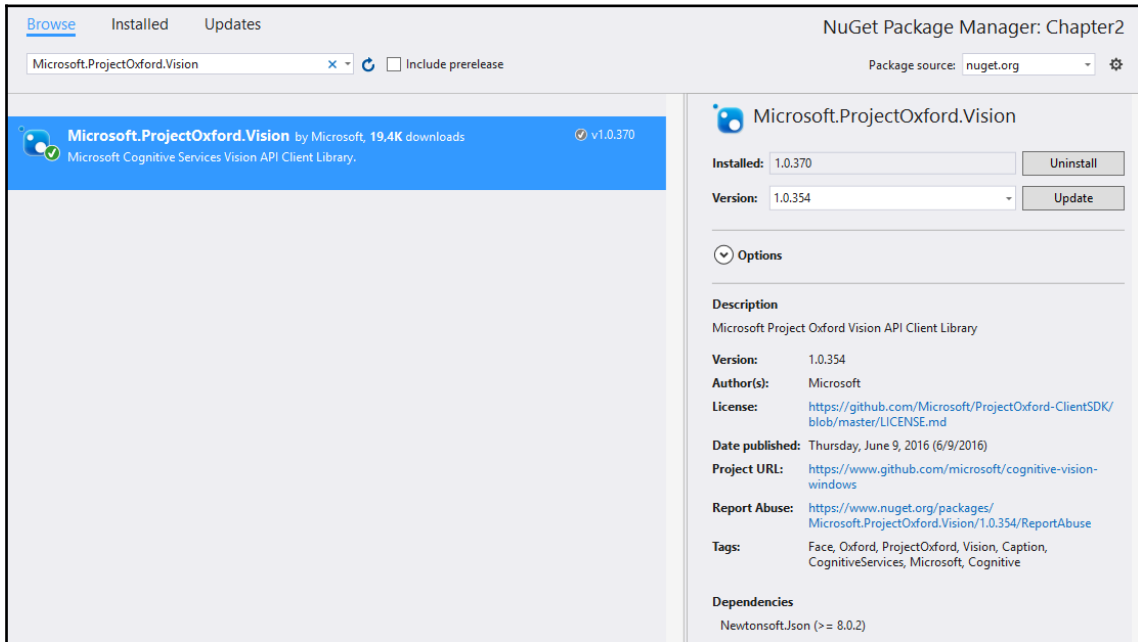 Browse Installed Updates
NuGet Package Manager: Chapter2
Microsoft.ProjectOxford.Vision
Include prerelease
Package source: nuget.org
Microsoft.ProjectOxford.Vision by Microsoft, 19,4K downloads
v1.0.370
Microsoft Cognitive Services Vision API Client Library.
Microsoft.ProjectOxford.Vision
Installed: 1.0.370 Uninstall
Version: 1.0.354 Update
Options
Description
Microsoft Project Oxford Vision API Client Library
Version: 1.0.354
Author(s): Microsoft
License: https://github.com/Microsoft/ProjectOxford-ClientSDK/
blob/master/LICENSE.md
Date published: Thursday, June 9, 2016 (6/9/2016)
Project URL: https://www.github.com/microsoft/cognitive-vision-
windows
Report Abuse: https://www.nuget.org/packages/
Microsoft.ProjectOxford.Vision/1.0.354/ReportAbuse
Tags: Face, Oxford, ProjectOxford, Vision, Caption,
CognitiveServices, Microsoft, Cognitive
Dependencies
Newtonsoft.Json (>= 8.0.2)